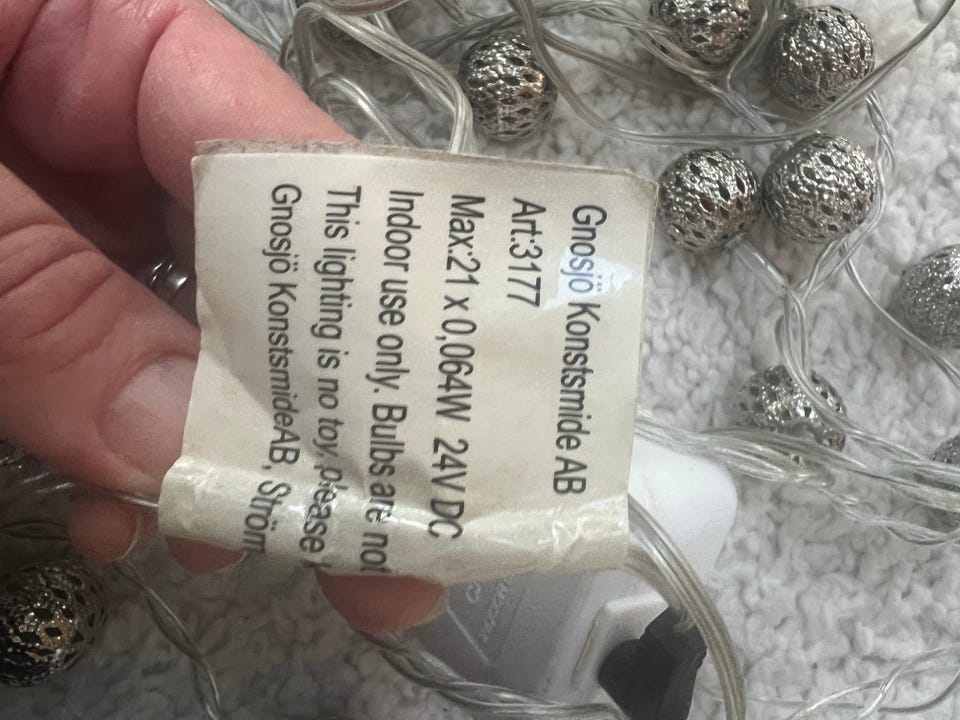 Gnosjö Konstsmide AB
Art:3177
Max:21 x 0,064W 24V DC
Indoor use only. Bulbs are not
This lighting is no toy, please
Gnosjö KonstsmideAB, Ström